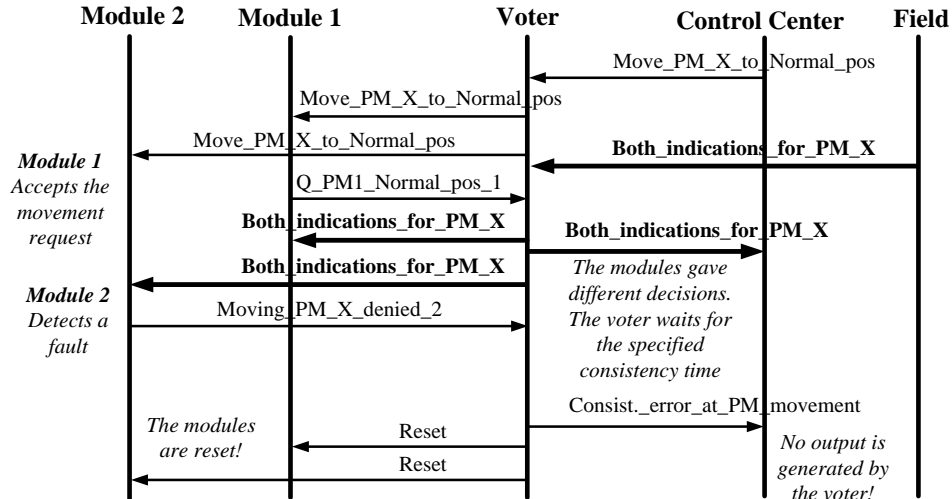 Module 2
Module 1
Voter
Control Center
Field
Move_PM_X_to_Normal_pos
Move_PM_X_to_Normal_pos
Move_PM_X_to_Normal_pos
Both_indications_for_PM_X
Module 1
Accepts the
movement
request
Q_PM1_Normal_pos_1
Both_indications_for_PM_X
Both_indications_for_PM_X
Both_indications_for_PM_X
Module 2
Detects a
fault
Moving_PM_X_denied_2
The modules gave
different decisions.
The voter waits for
the specified
consistency time
Consist._error_at_PM_movement
The modules
are reset!
Reset
Reset
No output is
generated by
the voter!